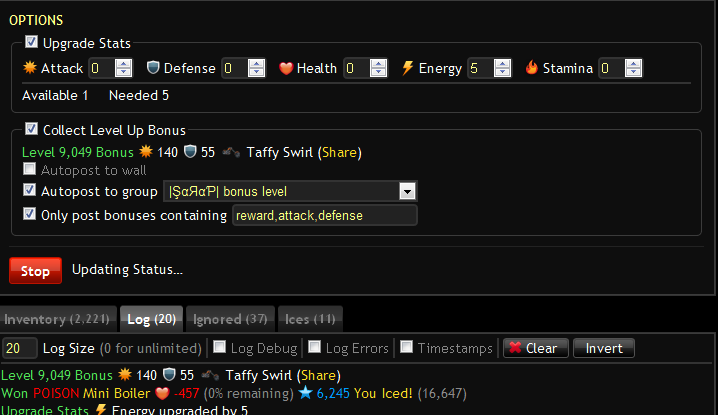 OPTIONS
Upgrade Stats
Attack 0 Defense 0 Health 0 Energy 5 Stamina 0
Available 1 Needed 5
Collect Level Up Bonus
Level 9,049 Bonus 140 55 Taffy Swirl (Share)
Autopost to wall
Autopost to group |ŞαЯαƤ| bonus level
Only post bonuses containing reward,attack,defense
Stop Updating Status...
Inventory (2,221) Log (20) Ignored (37) Ices (11)
20 Log Size (0 for unlimited) Log Debug Log Errors Timestamps Clear Invert
Level 9,049 Bonus 140 55 Taffy Swirl (Share)
Won POISON Mini Boiler -457 (0% remaining) 6,245 You Iced! (16,647)
Upgrade Stats Energy upgraded by 5